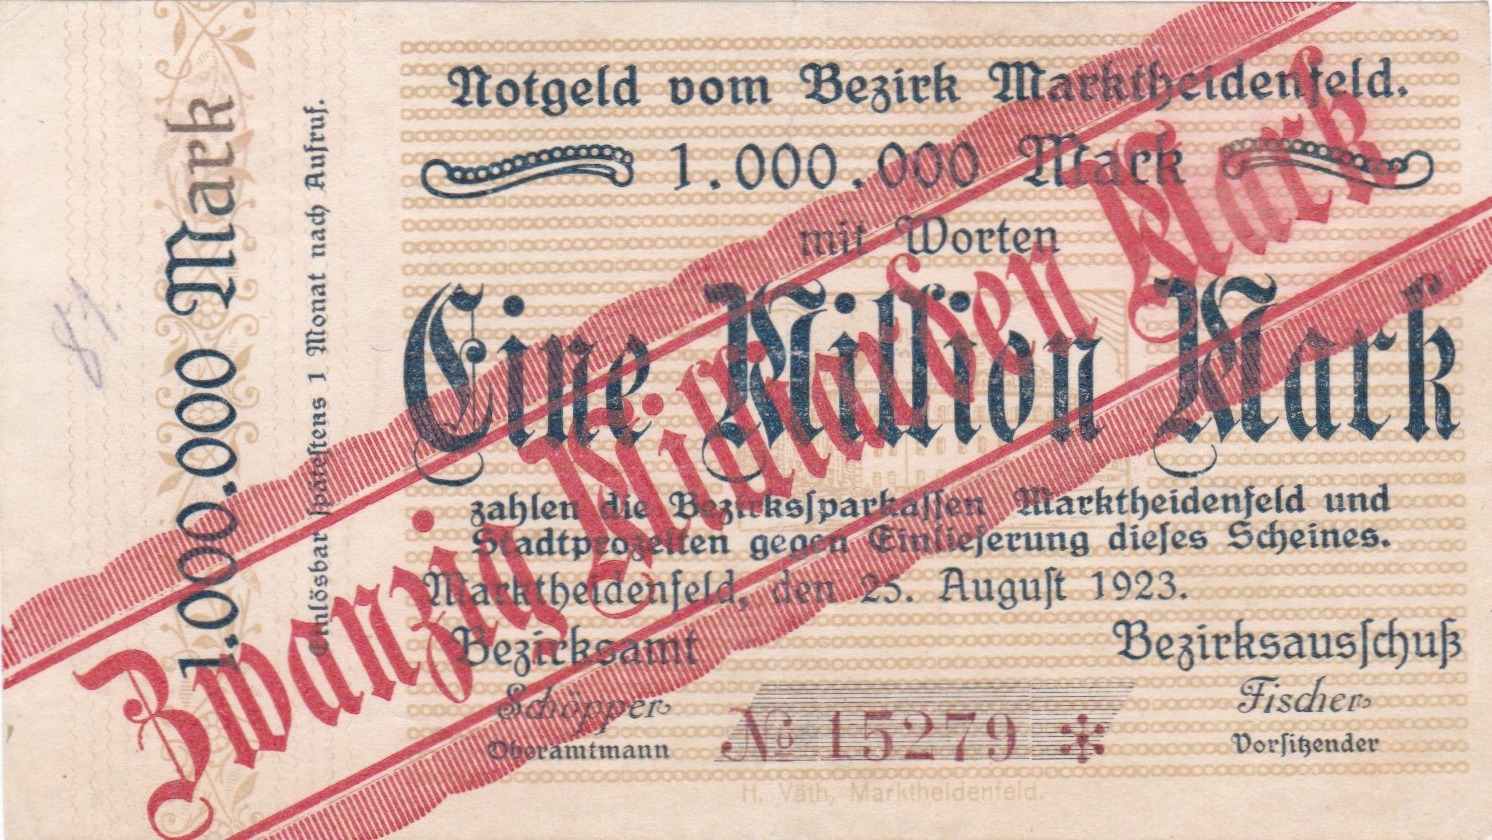 Notgeld vom Bezirk Marktheidenfeld.
1.000.000 Mark
mit Worten
Eine Million Mark
zahlen die Bezirkssparkassen Marktheidenfeld und
Stadtprozelten gegen Einlieferung dieses Scheines.
Marktheidenfeld, den 25. August 1923.
Bezirksamt
Schöpper
Oberamtmann
Bezirksausschuß
Fischer
Vorsitzender
№ 15279 *
H. Väth, Marktheidenfeld.
Zwanzig Milliarden Mark
1.000.000 Mark
Einlösbar spätestens 1 Monat nach Aufruf.